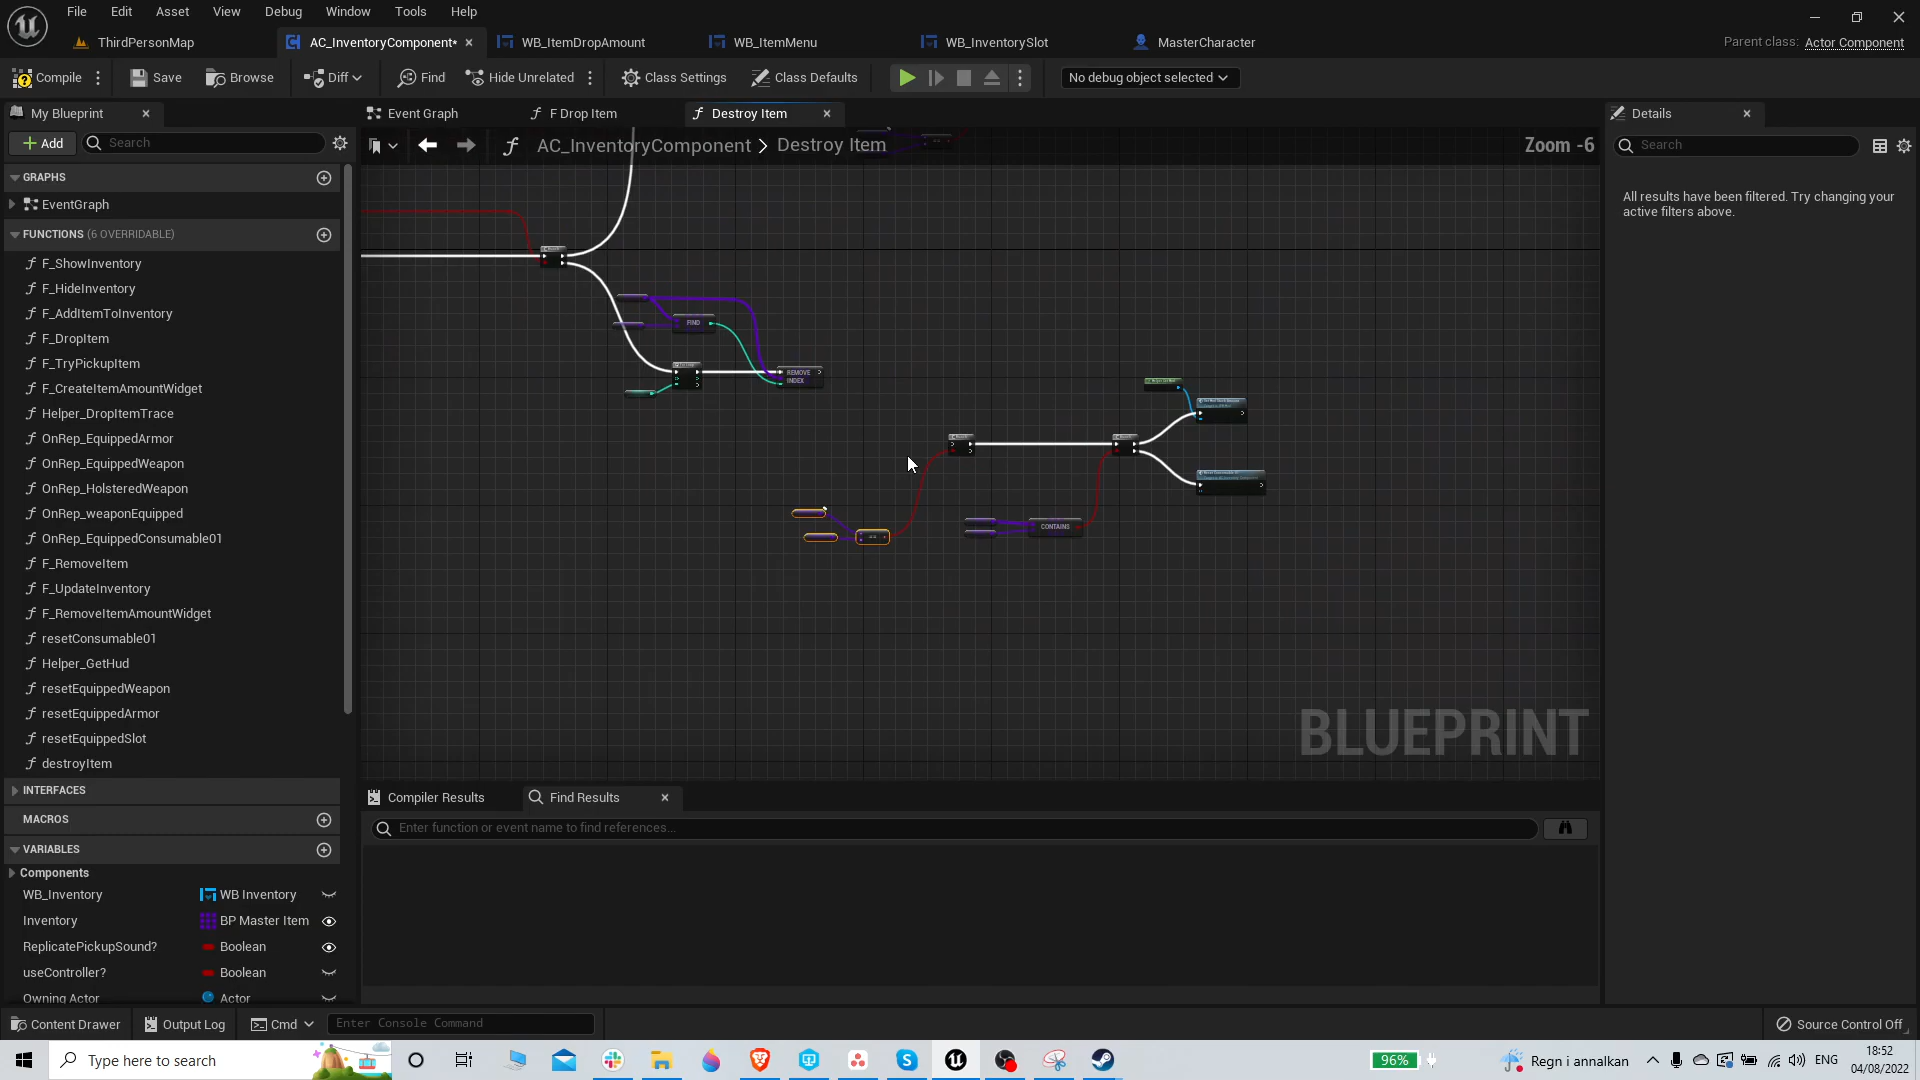 File Edit Asset View Debug Window Tools Help
ThirdPersonMap AC_InventoryComponent* WB_ItemDropAmount WB_ItemMenu WB_InventorySlot MasterCharacter Parent class: Actor Component
Compile Save Browse Diff Find Hide Unrelated Class Settings Class Defaults No debug object selected
My Blueprint Event Graph F Drop Item Destroy Item Details
Add Search AC_InventoryComponent > Destroy Item Zoom -6 Search
GRAPHS
EventGraph
All results have been filtered. Try changing your
active filters above.
FUNCTIONS (6 OVERRIDABLE)
F_ShowInventory
F_HideInventory
F_AddItemToInventory
F_DropItem
F_TryPickupItem
F_CreateItemAmountWidget
Helper_DropItemTrace
OnRep_EquippedArmor
OnRep_EquippedWeapon
OnRep_HolsteredWeapon
OnRep_weaponEquipped
OnRep_EquippedConsumable01
F_RemoveItem
F_UpdateInventory
F_RemoveItemAmountWidget
resetConsumable01
Helper_GetHud
resetEquippedWeapon
resetEquippedArmor
resetEquippedSlot
destroyItem
FIND
REMOVE
INDEX
CONTAINS
==
BLUEPRINT
INTERFACES
MACROS
VARIABLES
Components
WB_Inventory WB Inventory
Inventory BP Master Item
ReplicatePickupSound? Boolean
useController? Boolean
Owning Actor Actor
Compiler Results Find Results
Enter function or event name to find references...
Content Drawer Output Log Cmd Enter Console Command Source Control Off
Type here to search 96% Regn i annalkan ENG 18:52
04/08/2022